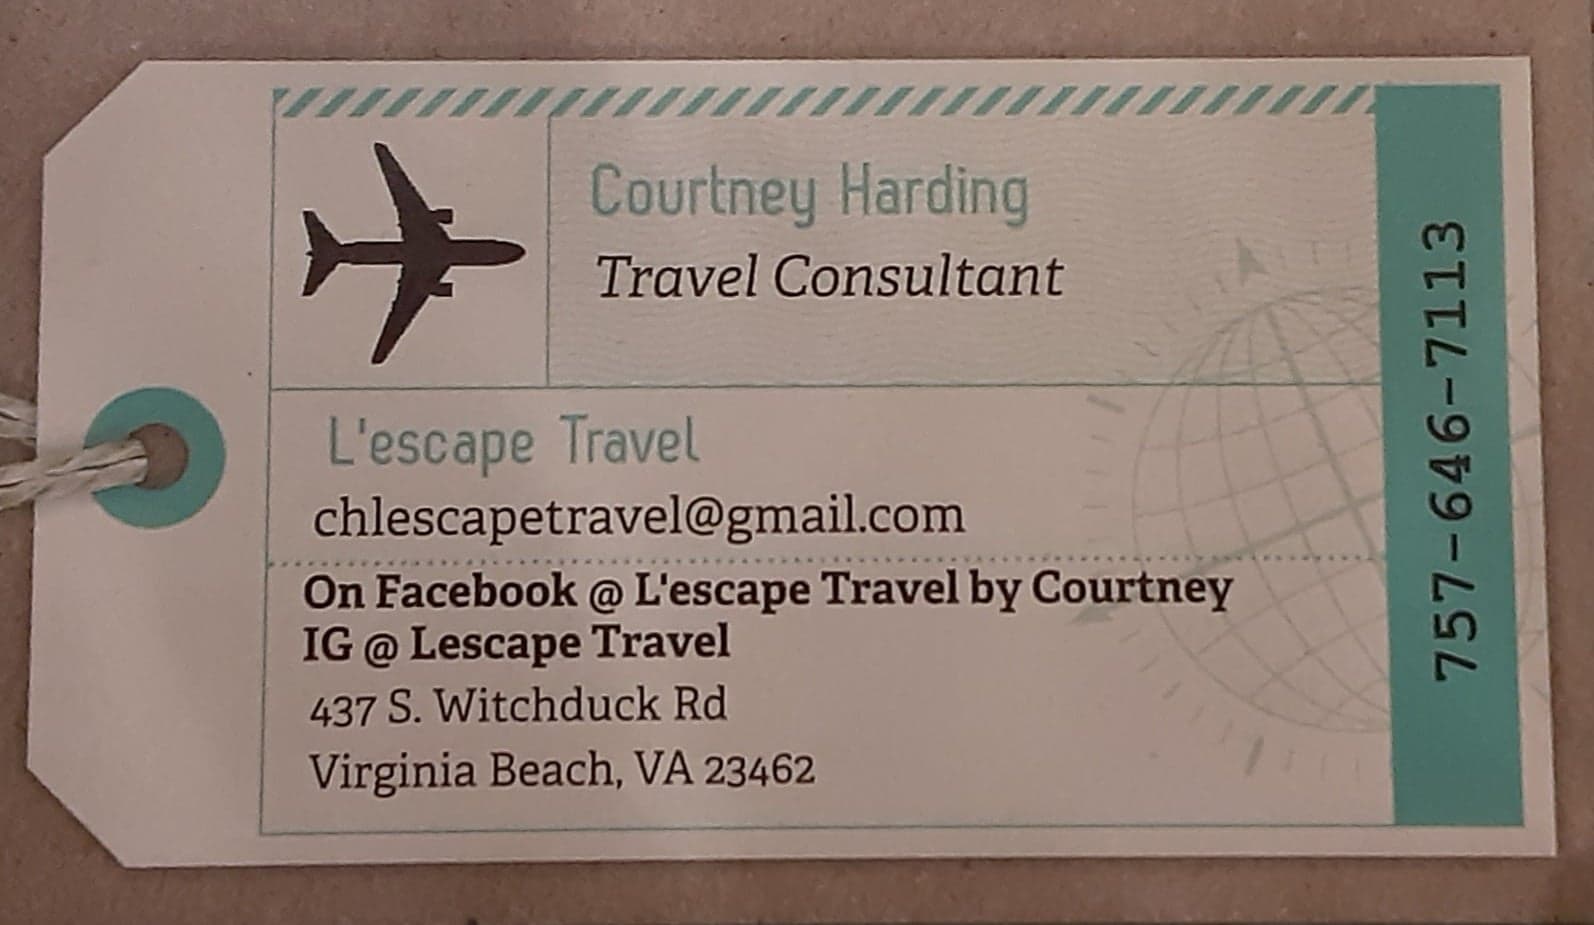 Courtney Harding
Travel Consultant
L'escape Travel
chlescapetravel@gmail.com
On Facebook @ L'escape Travel by Courtney
IG @ Lescape Travel
437 S. Witchduck Rd
Virginia Beach, VA 23462
757-646-7113